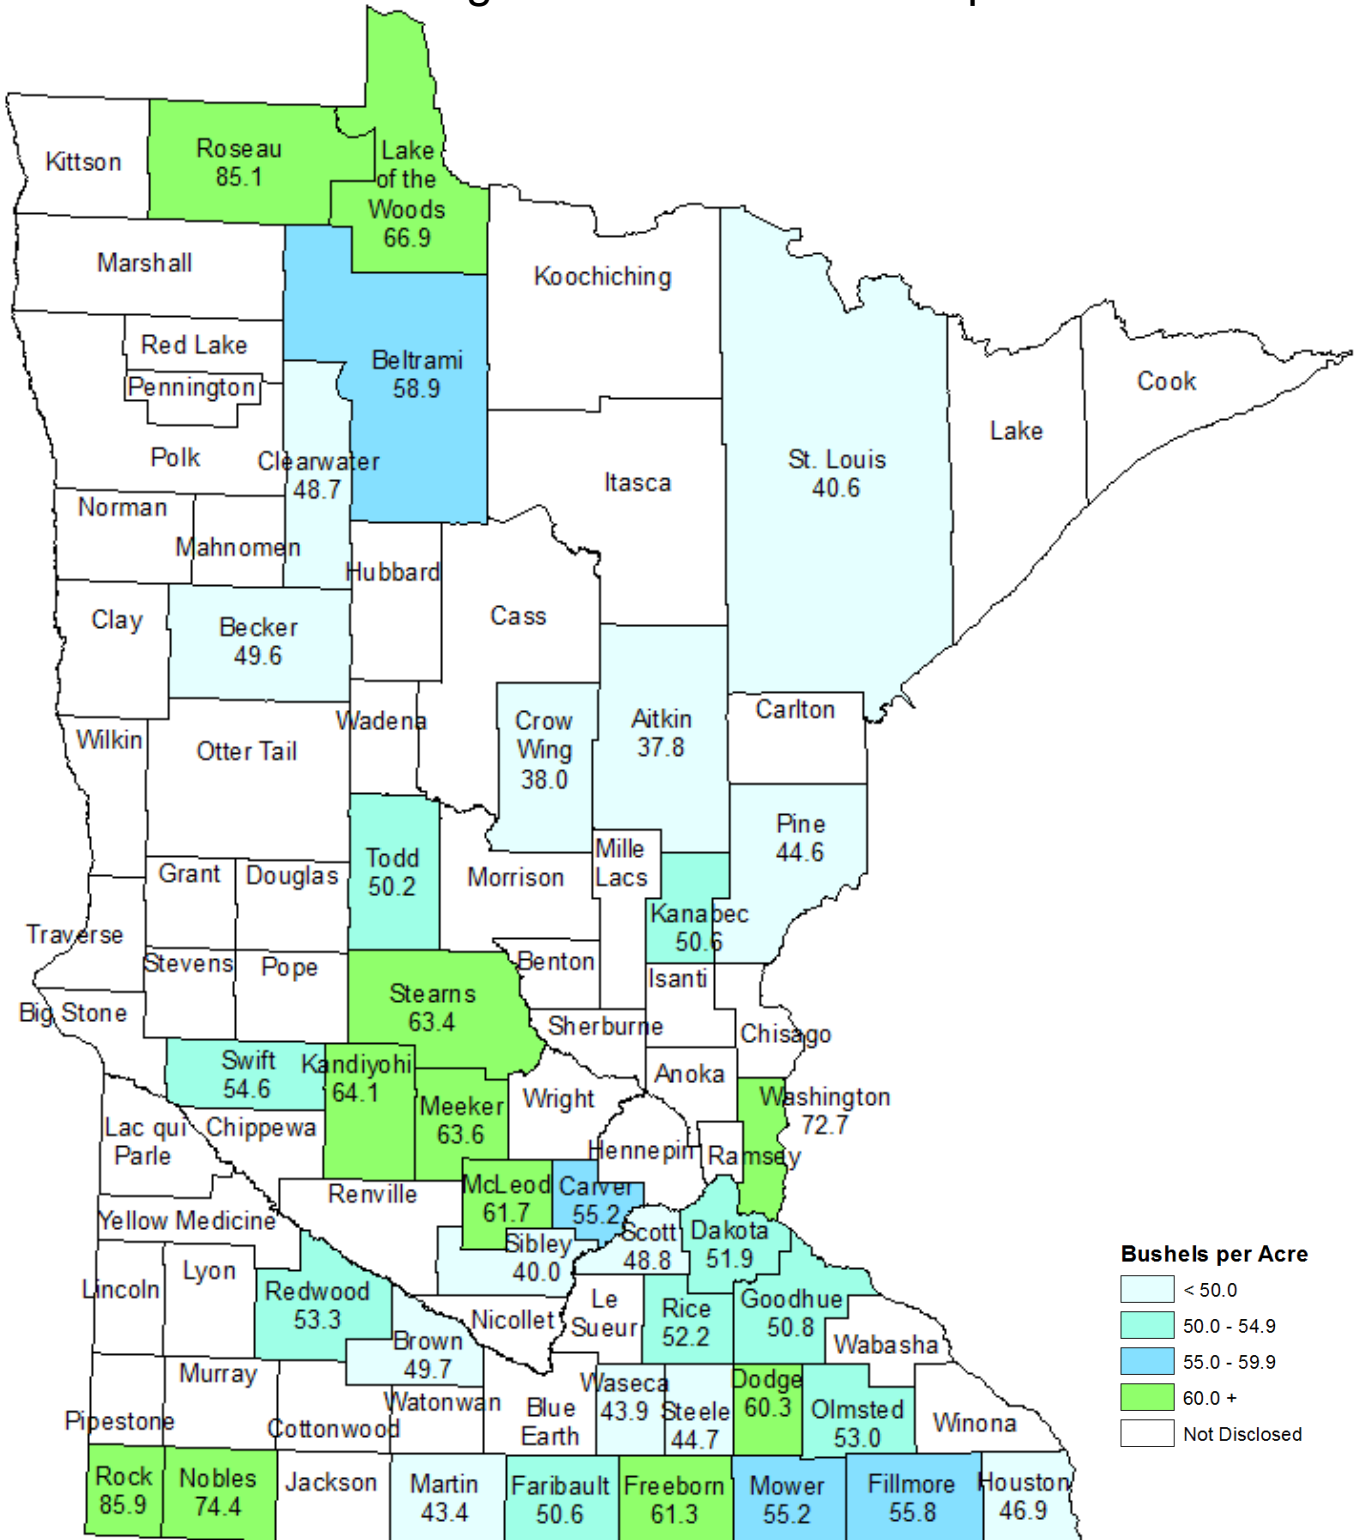 Kittson
Roseau
85.1
Lake
of the
Woods
66.9
Marshall
Koochiching
Red Lake
Pennington
Beltrami
58.9
Cook
Lake
Polk
Clearwater
48.7
St. Louis
40.6
Itasca
Norman
Mahnomen
Hubbard
Cass
Clay
Becker
49.6
Wadena
Crow
Wing
38.0
Aitkin
37.8
Carlton
Wilkin
Otter Tail
Pine
44.6
Grant
Douglas
Todd
50.2
Morrison
Mille
Lacs
Kanabec
50.6
Traverse
Stevens
Pope
Benton
Isanti
Stearns
63.4
Big Stone
Sherburne
Chisago
Swift
54.6
Kandiyohi
64.1
Meeker
63.6
Wright
Anoka
Washington
72.7
Lac qui
Parle
Chippewa
Hennepin
Ramsey
Renville
McLeod
61.7
Carver
55.2
Yellow Medicine
Sibley
40.0
Scott
48.8
Dakota
51.9
Lincoln
Lyon
Redwood
53.3
Nicollet
Le
Sueur
Rice
52.2
Goodhue
50.8
Wabasha
Brown
49.7
Murray
Pipestone
Cottonwood
Watonwan
Blue
Earth
Waseca
43.9
Steele
44.7
Dodge
60.3
Olmsted
53.0
Winona
Rock
85.9
Nobles
74.4
Jackson
Martin
43.4
Faribault
50.6
Freeborn
61.3
Mower
55.2
Fillmore
55.8
Houston
46.9
Bushels per Acre
< 50.0
50.0 - 54.9
55.0 - 59.9
60.0 +
Not Disclosed